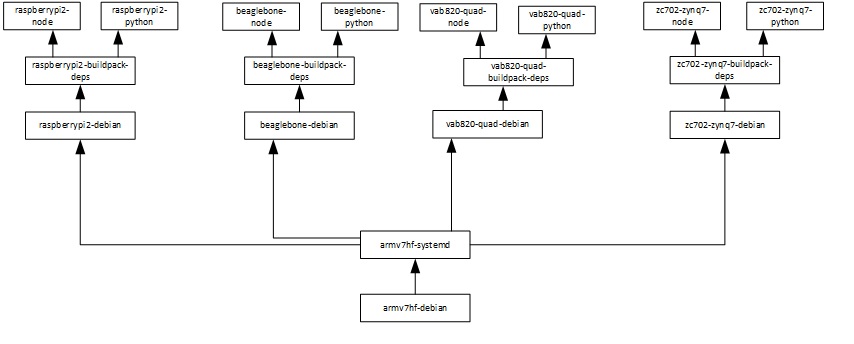 raspberrypi2-
node
raspberrypi2-
python
beaglebone-
node
beaglebone-
python
vab820-quad-
node
vab820-quad-
python
zc702-zynq7-
node
zc702-zynq7-
python
raspberrypi2-buildpack-
deps
beaglebone-buildpack-
deps
vab820-quad-
buildpack-deps
zc702-zynq7-buildpack-
deps
raspberrypi2-debian
beaglebone-debian
vab820-quad-debian
zc702-zynq7-debian
armv7hf-systemd
armv7hf-debian